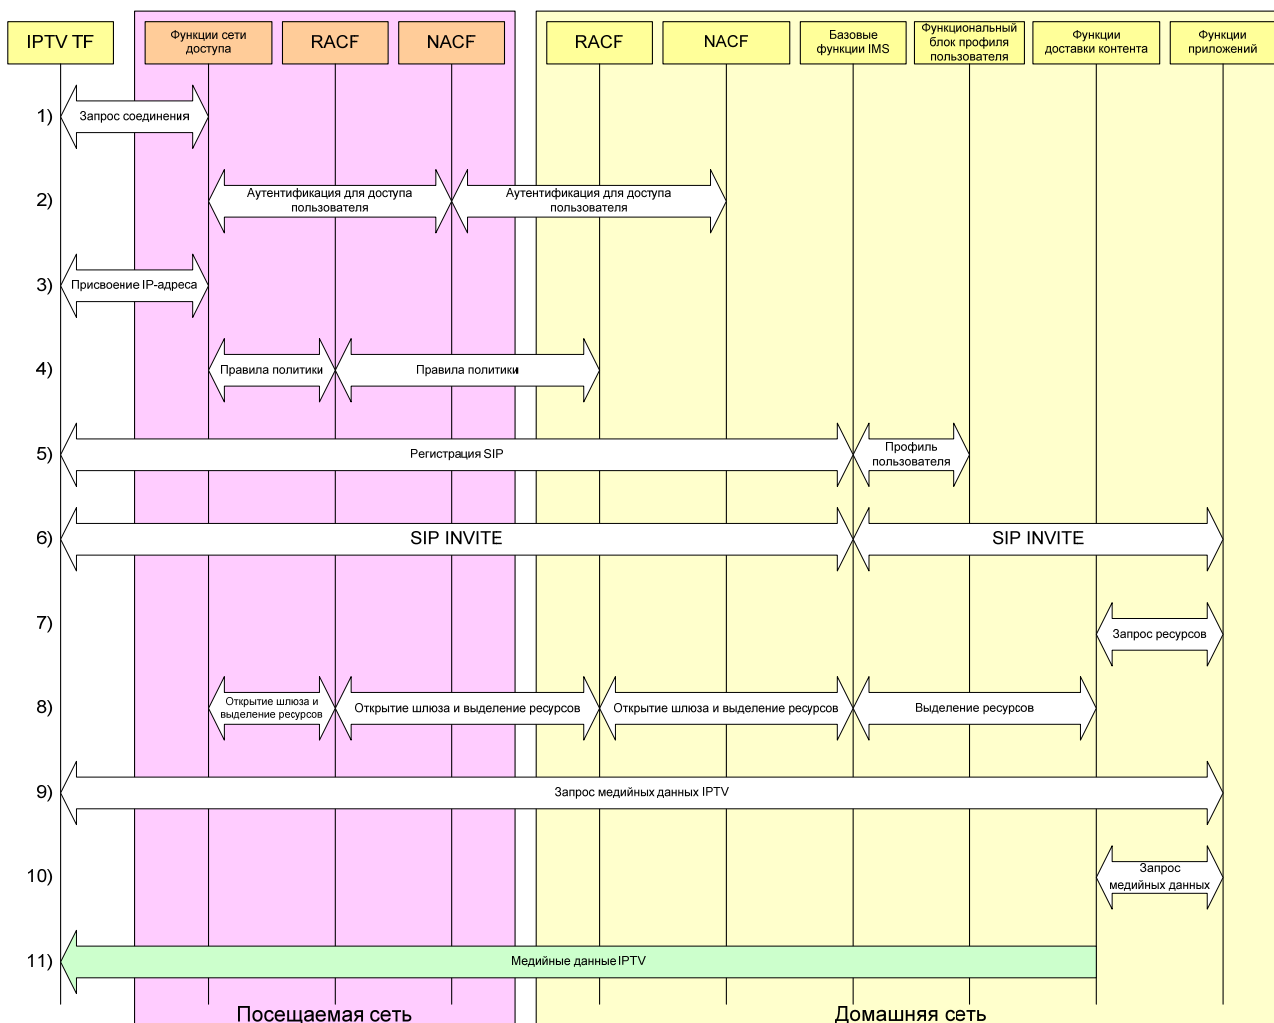 IPTV TF
Функции сети
доступа
RACF
NACF
RACF
NACF
Базовые
функции IMS
Функциональный
блок профиля
пользователя
Функции
доставки контента
Функции
приложений
1)
Запрос соединения
2)
Аутентификация для доступа
пользователя
Аутентификация для доступа
пользователя
3)
Присвоение IP-адреса
4)
Правила политики
Правила политики
5)
Регистрация SIP
Профиль
пользователя
6)
SIP INVITE
SIP INVITE
7)
Запрос ресурсов
8)
Открытие шлюза и
выделение ресурсов
Открытие шлюза и выделение ресурсов
Открытие шлюза и выделение ресурсов
Выделение ресурсов
9)
Запрос медийных данных IPTV
10)
Запрос
медийных данных
11)
Медийные данные IPTV
Посещаемая сеть
Домашняя сеть